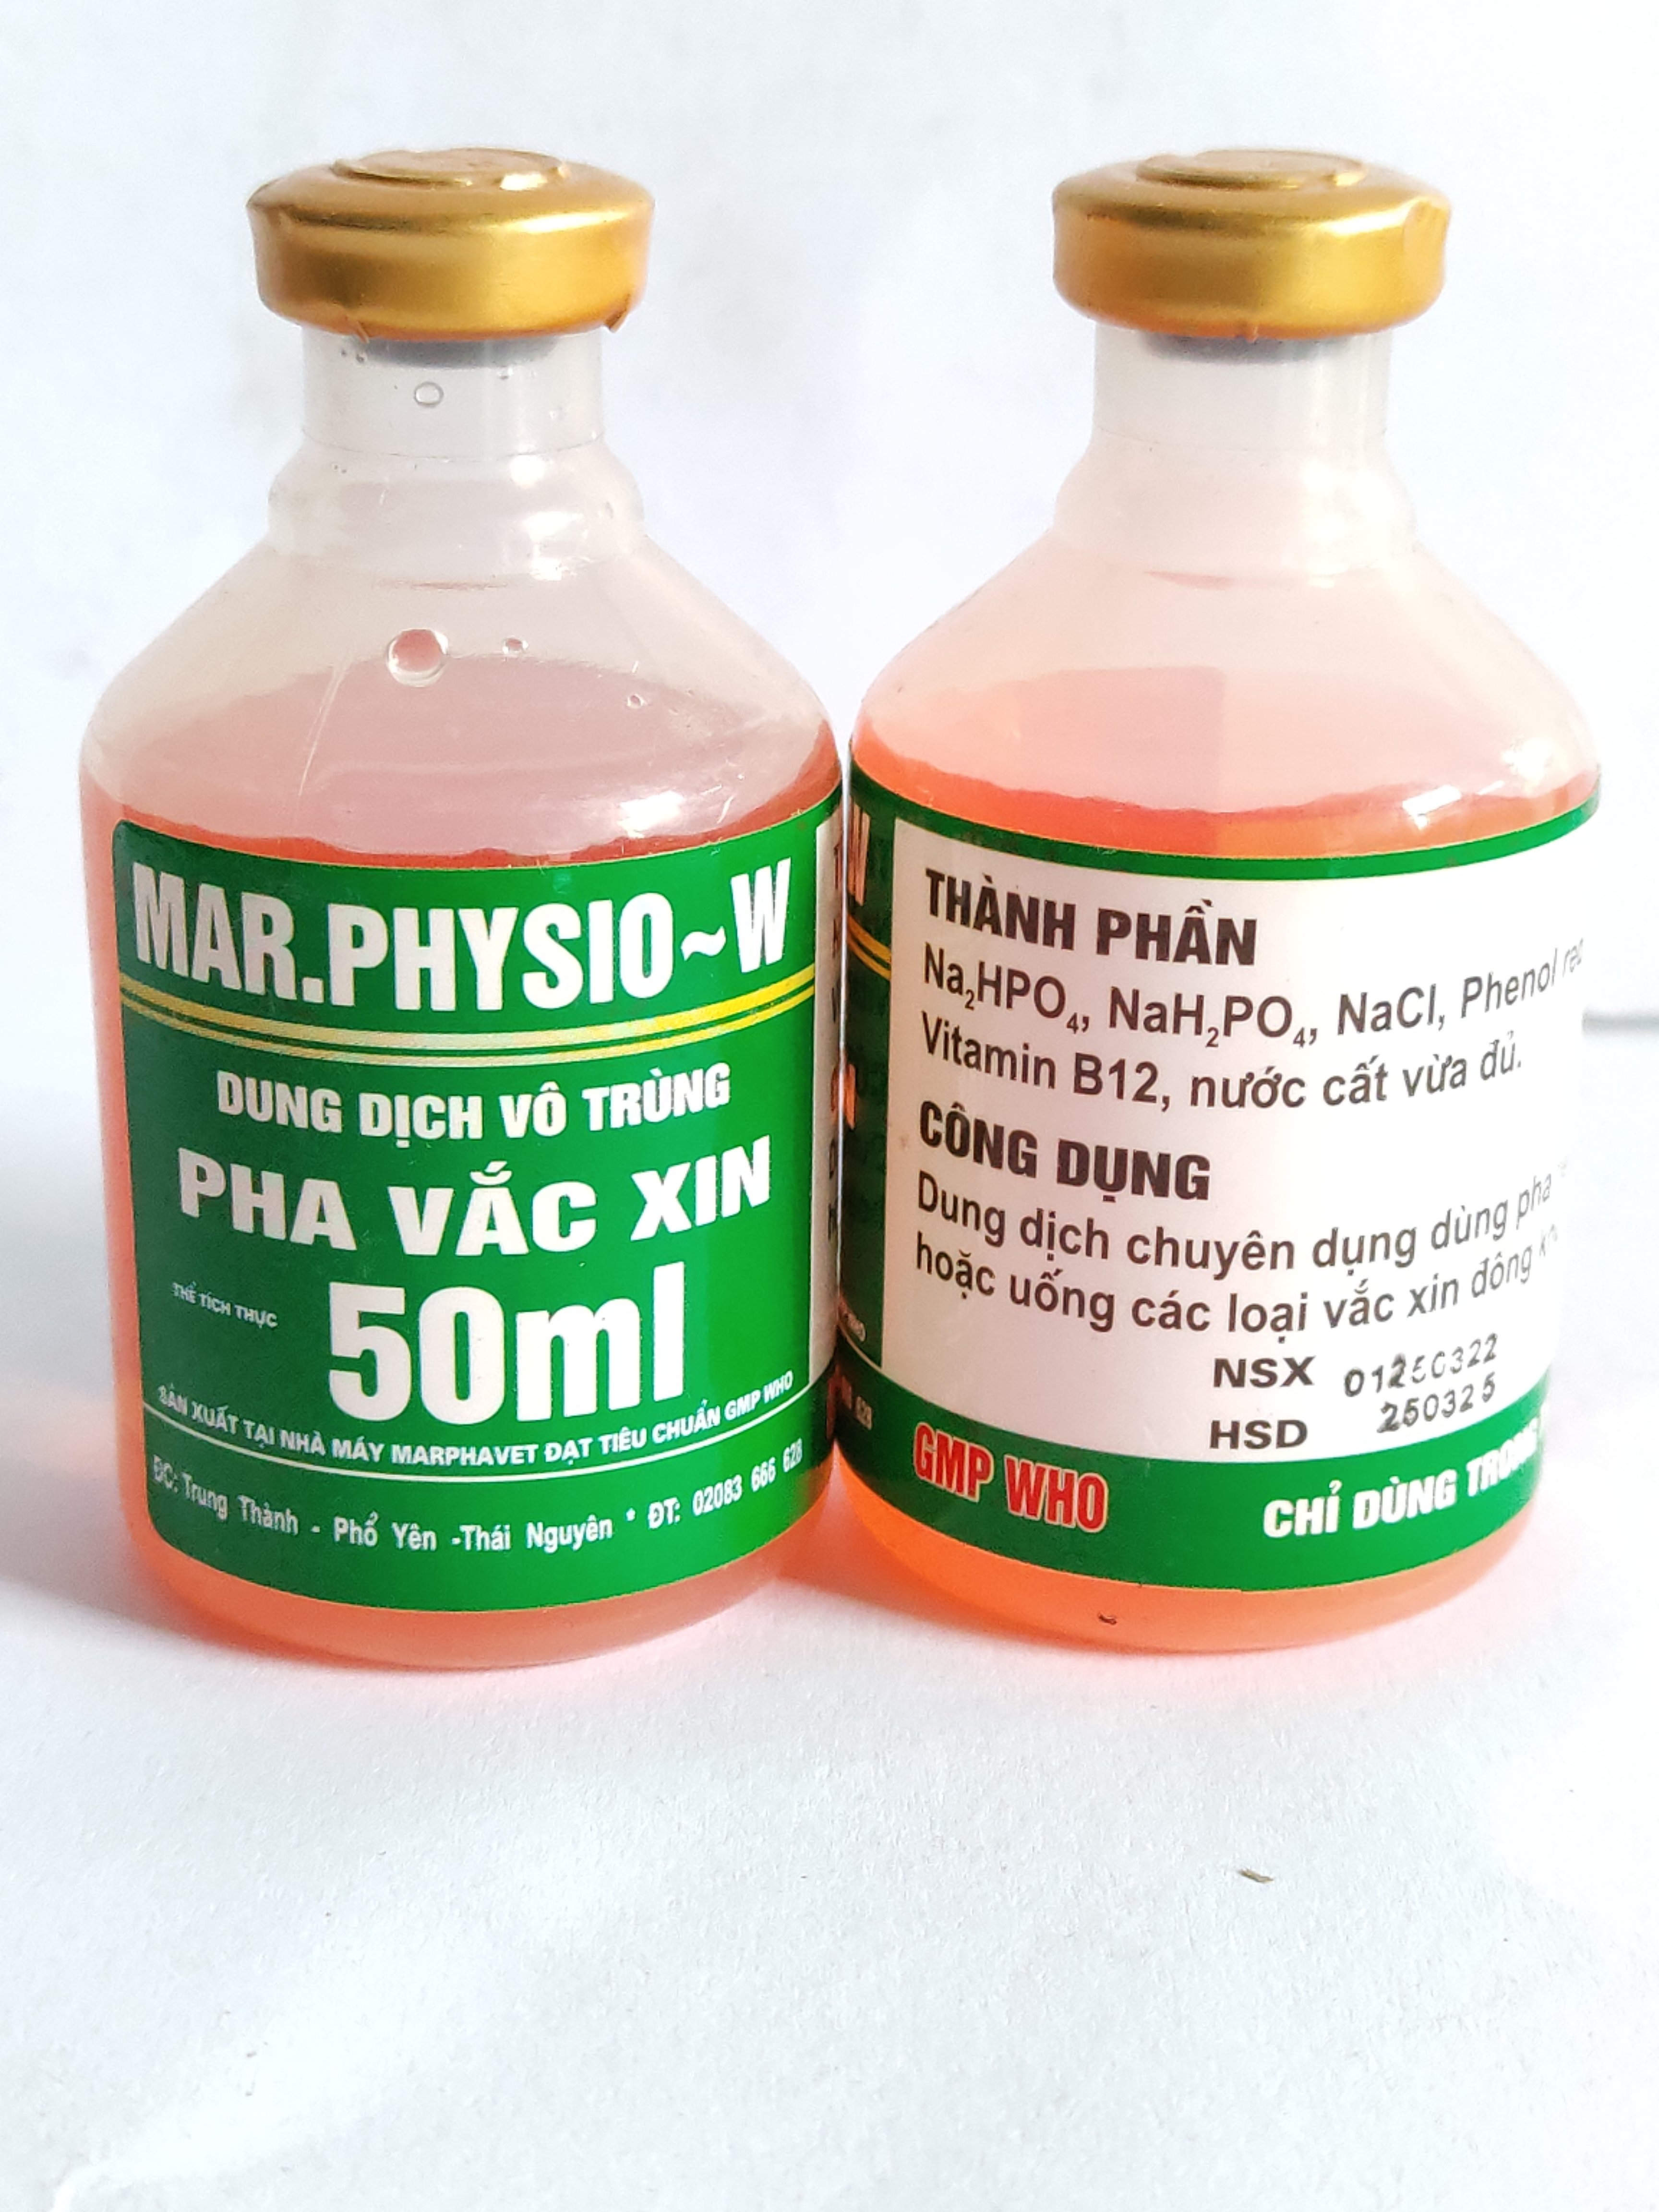 MAR.PHYSIO~W
DUNG DỊCH VÔ TRÙNG
PHA VẮC XIN
THỂ TÍCH THỰC
50ml
SẢN XUẤT TẠI NHÀ MÁY MARPHAVET ĐẠT TIÊU CHUẨN GMP WHO
ĐC: Trung Thành - Phổ Yên -Thái Nguyên * ĐT: 02083 666 628
THÀNH PHẦN
Na₂HPO₄, NaH₂PO₄, NaCl, Phenol red
Vitamin B12, nước cất vừa đủ.
CÔNG DỤNG
Dung dịch chuyên dụng dùng pha
hoặc uống các loại vắc xin đông
NSX 01250322
HSD 250325
GMP WHO
CHỈ DÙNG TRONG